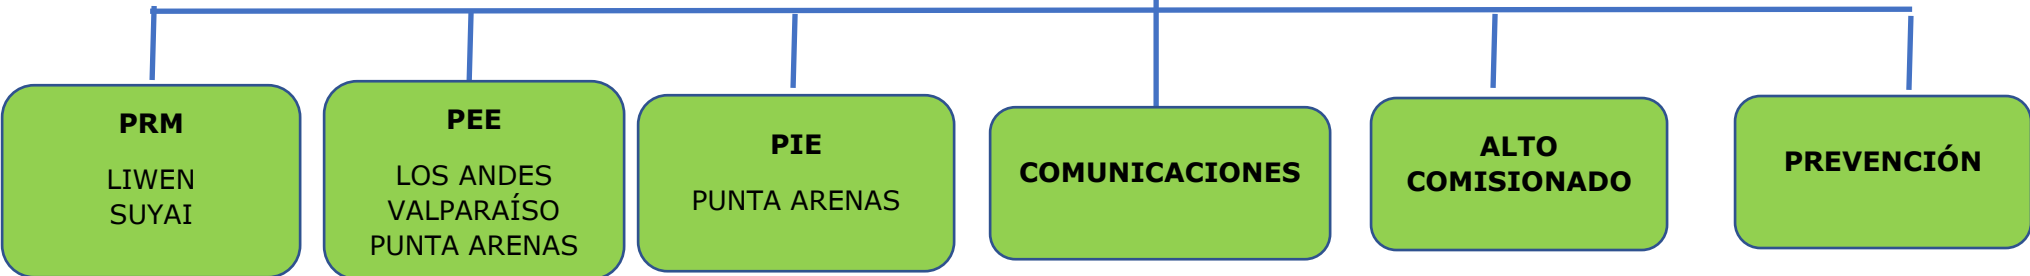 PRM
LIWEN
SUYAI
PEE
LOS ANDES
VALPARAÍSO
PUNTA ARENAS
PIE
PUNTA ARENAS
COMUNICACIONES
ALTO
COMISIONADO
PREVENCIÓN